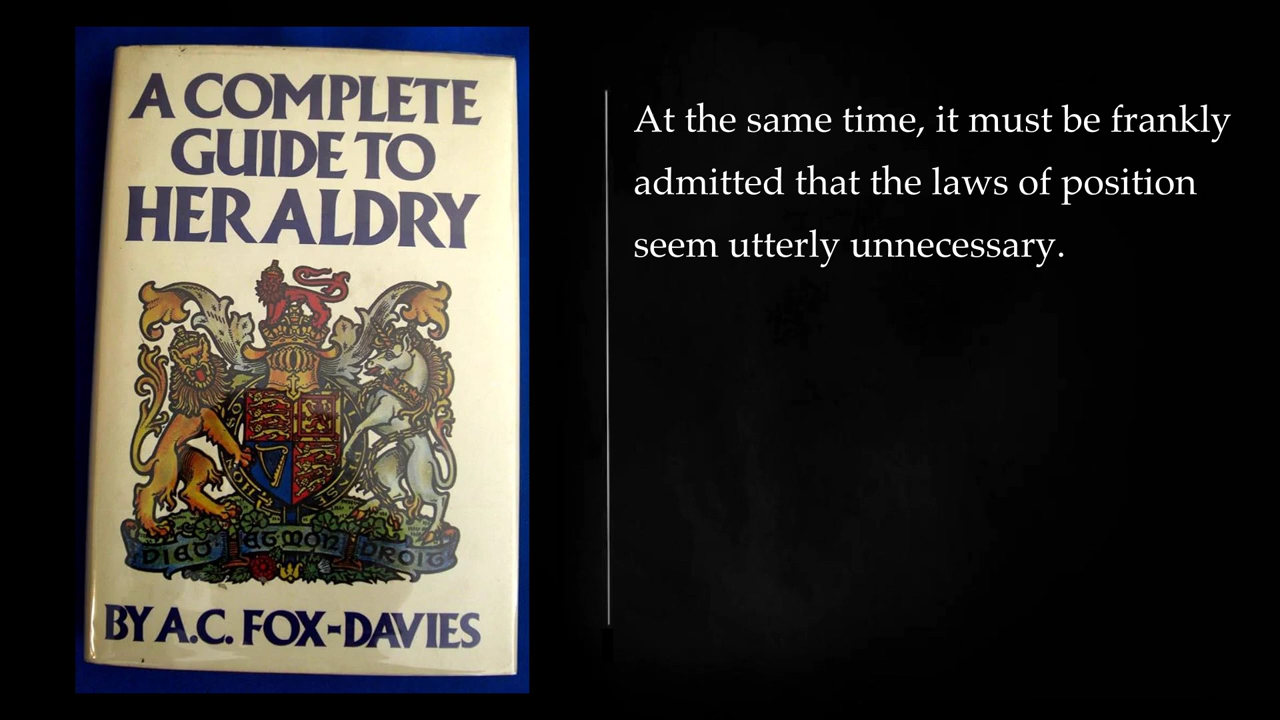 A COMPLETE
GUIDE TO
HERALDRY
DIEU ET MON DROIT
BY A.C. FOX-DAVIES
At the same time, it must be frankly
admitted that the laws of position
seem utterly unnecessary.